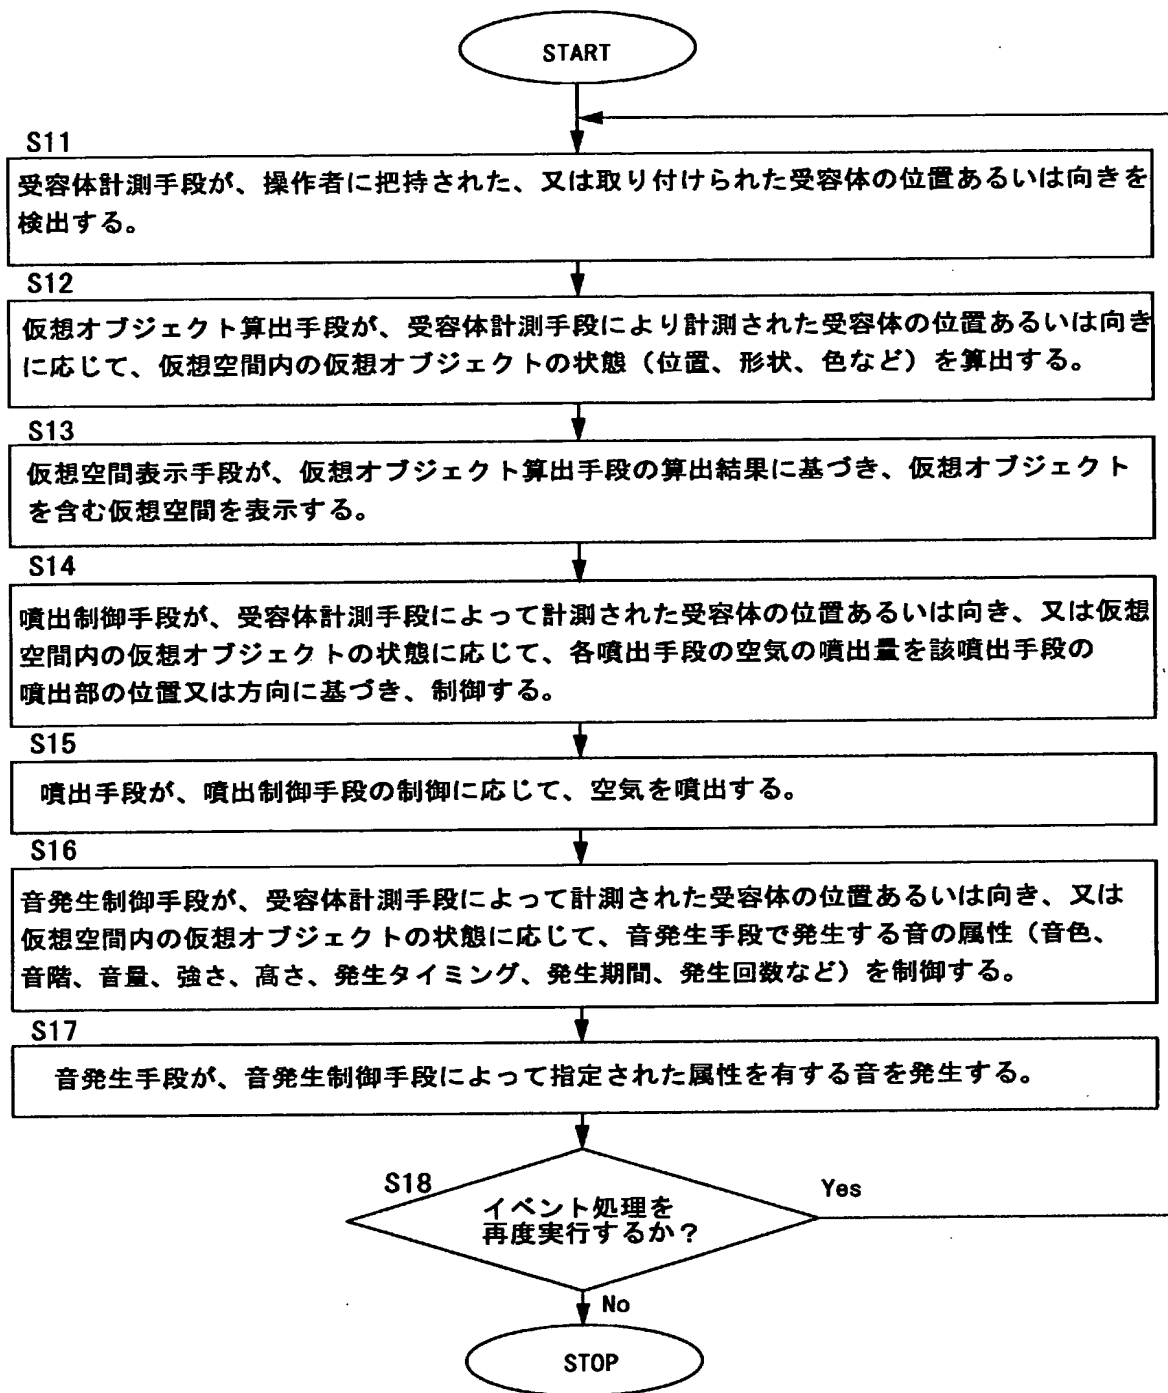 START
S11
受容体計測手段が、操作者に把持された、又は取り付けられた受容体の位置あるいは向きを
検出する。
S12
仮想オブジェクト算出手段が、受容体計測手段により計測された受容体の位置あるいは向き
に応じて、仮想空間内の仮想オブジェクトの状態（位置、形状、色など）を算出する。
S13
仮想空間表示手段が、仮想オブジェクト算出手段の算出結果に基づき、仮想オブジェクト
を含む仮想空間を表示する。
S14
噴出制御手段が、受容体計測手段によって計測された受容体の位置あるいは向き、又は仮想
空間内の仮想オブジェクトの状態に応じて、各噴出手段の空気の噴出量を該噴出手段の
噴出部の位置又は方向に基づき、制御する。
S15
噴出手段が、噴出制御手段の制御に応じて、空気を噴出する。
S16
音発生制御手段が、受容体計測手段によって計測された受容体の位置あるいは向き、又は
仮想空間内の仮想オブジェクトの状態に応じて、音発生手段で発生する音の属性（音色、
音階、音量、強さ、高さ、発生タイミング、発生期間、発生回数など）を制御する。
S17
音発生手段が、音発生制御手段によって指定された属性を有する音を発生する。
S18
イベント処理を
再度実行するか？
Yes
No
STOP